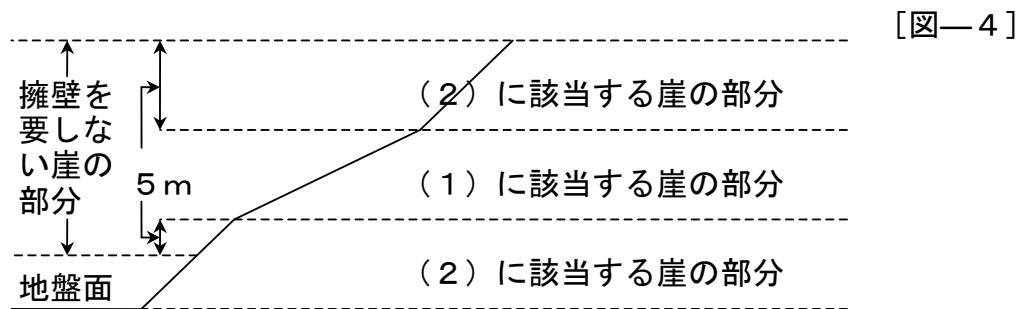 ［図―４］
擁壁を
要しな
い崖の
部分
５ｍ
（２）に該当する崖の部分
（１）に該当する崖の部分
（２）に該当する崖の部分
地盤面